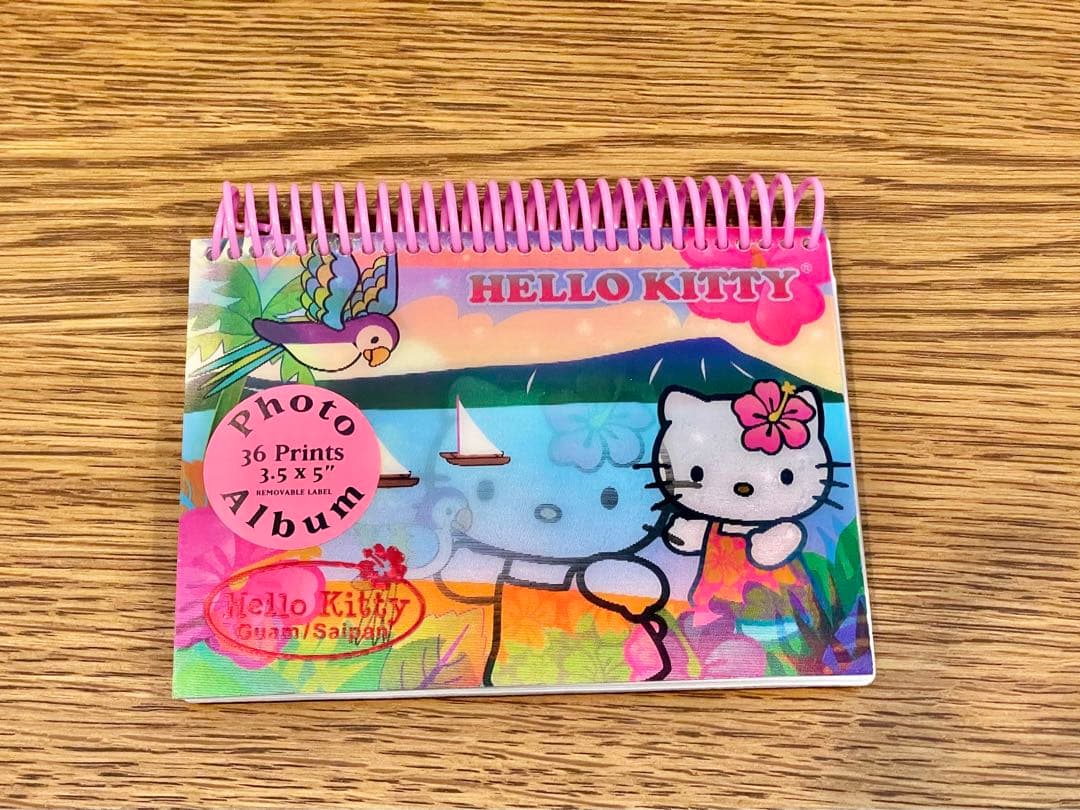 HELLO KITTY®
Photo
36 Prints
3.5 x 5"
REMOVABLE LABEL
Album
Hello Kitty
Guam/Saipan